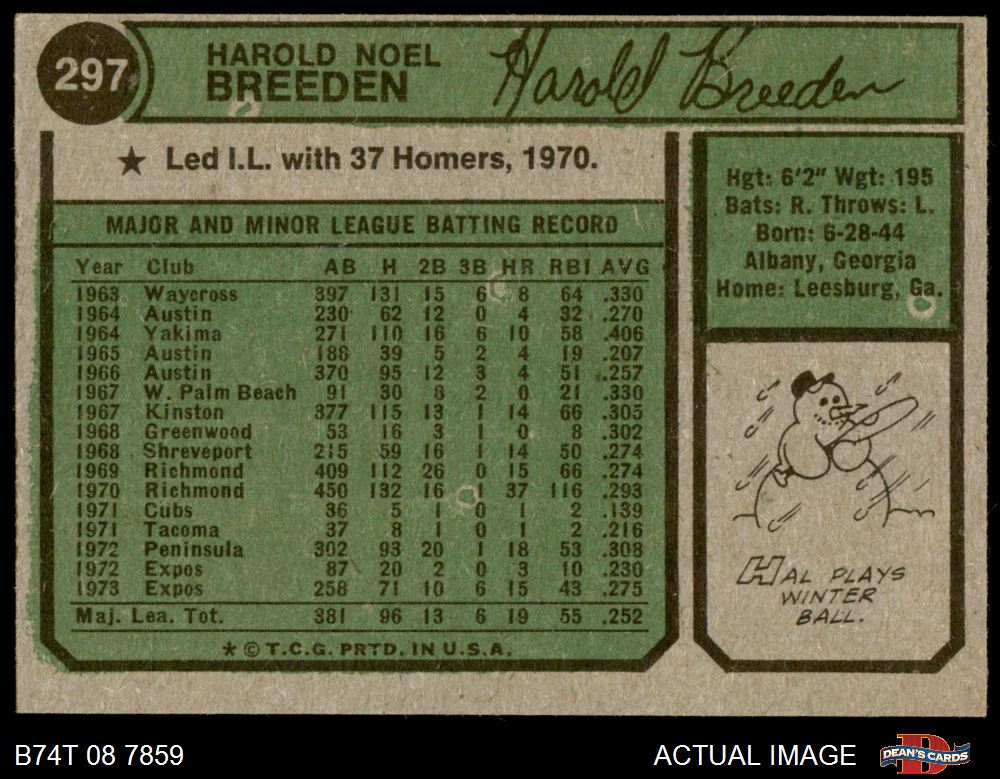 297
HAROLD NOEL
BREEDEN
Harold Breeden
★ Led I.L. with 37 Homers, 1970.
MAJOR AND MINOR LEAGUE BATTING RECORD
Year Club AB H 2B 3B HR RBI AVG
1963 Waycross 397 131 15 6 8 64 .330
1964 Austin 230 62 12 0 4 32 .270
1964 Yakima 271 110 16 6 10 58 .406
1965 Austin 188 39 5 2 4 19 .207
1966 Austin 370 95 12 3 4 51 .257
1967 W. Palm Beach 91 30 8 2 0 21 .330
1967 Kinston 377 115 13 1 14 66 .305
1968 Greenwood 53 16 3 1 0 8 .302
1968 Shreveport 215 59 16 1 14 50 .274
1969 Richmond 409 112 26 0 15 66 .274
1970 Richmond 450 132 16 1 37 116 .293
1971 Cubs 36 5 1 0 1 2 .139
1971 Tacoma 37 8 1 0 1 2 .216
1972 Peninsula 302 93 20 1 18 53 .308
1972 Expos 87 20 2 0 3 10 .230
1973 Expos 258 71 10 6 15 43 .275
Maj. Lea. Tot. 381 96 13 6 19 55 .252
★ © T.C.G. PRTD. IN U.S.A.
Hgt: 6'2" Wgt: 195
Bats: R. Throws: L.
Born: 6-28-44
Albany, Georgia
Home: Leesburg, Ga.
HAL PLAYS
WINTER
BALL.
B74T 08 7859
ACTUAL IMAGE
DEAN'S CARDS